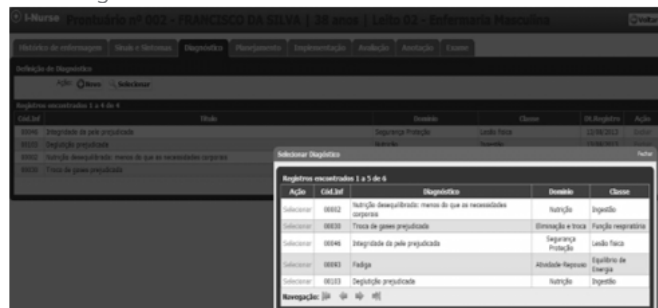 I-Nurse Prontuário nº 002 - FRANCISCO DA SILVA | 38 anos | Leito 02 - Enfermaria Masculina Voltar
Histórico de enfermagem Sinais e Sintomas Diagnóstico Planejamento Implementação Avaliação Anotação Exame
Definição de Diagnóstico
Ação: Novo Selecionar
Registros encontrados 1 a 4 de 4
Cód.Inf Título Domínio Classe Dt.Registro Ação
00046 Integridade da pele prejudicada Segurança Proteção Lesão física
00103 Deglutição prejudicada Nutrição Ingestão
00002 Nutrição desequilibrada: menos do que as necessidades corporais
00030 Troca de gases prejudicada
Selecionar Diagnóstico Fechar
Registros encontrados 1 a 5 de 6
Ação Cód.Inf Diagnóstico Domínio Classe
Selecionar 00002 Nutrição desequilibrada: menos do que as necessidades corporais Nutrição Ingestão
Selecionar 00030 Troca de gases prejudicada Eliminação e troca Função respiratória
Selecionar 00046 Integridade da pele prejudicada Segurança Proteção Lesão física
Selecionar 00093 Fadiga Atividade-Repouso Equilíbrio de Energia
Selecionar 00103 Deglutição prejudicada Nutrição Ingestão
Navegação: